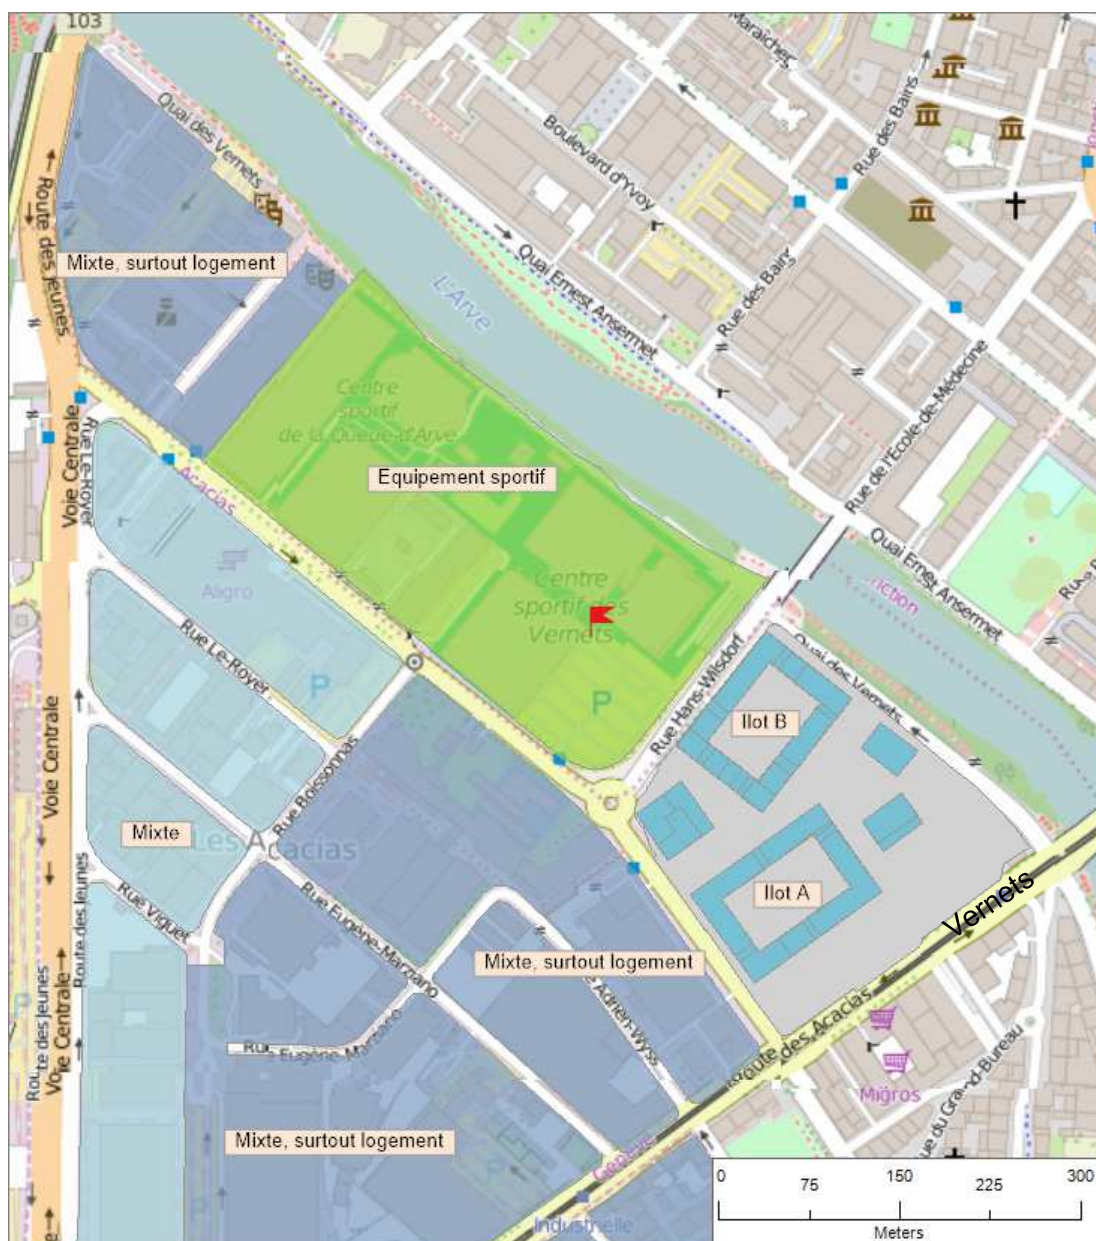 103
Maraîcher
Rue des Bains
Quai des Vernets
Boulevard d'Yvoy
Route des Jeunes
Mixte, surtout logement
Quai Ernest Ansermet
L'Arve
Rue des Bains
Rue de l'École-de-Médecine
Centre
sportif
de la Queue-d'Arve
Voie Centrale
Rue Le-Royer
Acacias
Equipement sportif
Quai Ernest Ansermet
Aligro
Centre
sportif des
Vernets
P
Rue Le-Royer
Rue Hans-Wilsdorf
Quai des Vernets
Ilot B
Voie Centrale
Rue Boissonnas
Mixte
Les Acacias
Route des Jeunes
Rue Viguet
Ilot A
Vernets
Rue Eugène-Marziano
Mixte, surtout logement
Adrien-Wyss
Route des Jeunes
Voie Centrale
Rue Eugène-Marziano
Route des Acacias
Migros
Rue du Grand-Bureau
Mixte, surtout logement
Genève
P
Industrielle
0 150 300
75 225
Meters